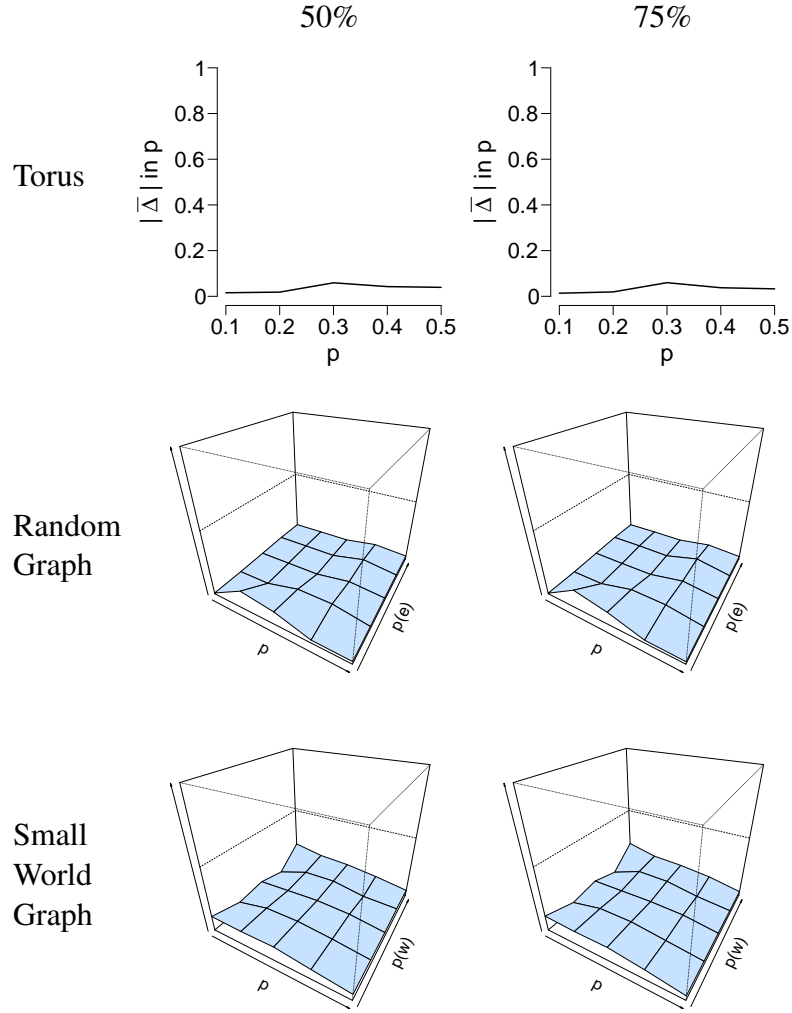 50% 75%
Torus
| Δ̅ | in p
1
0.8
0.6
0.4
0.2
0
0.1 0.2 0.3 0.4 0.5
p
| Δ̅ | in p
1
0.8
0.6
0.4
0.2
0
0.1 0.2 0.3 0.4 0.5
p
Random
Graph
p
p(e)
p
p(e)
Small
World
Graph
p
p(w)
p
p(w)